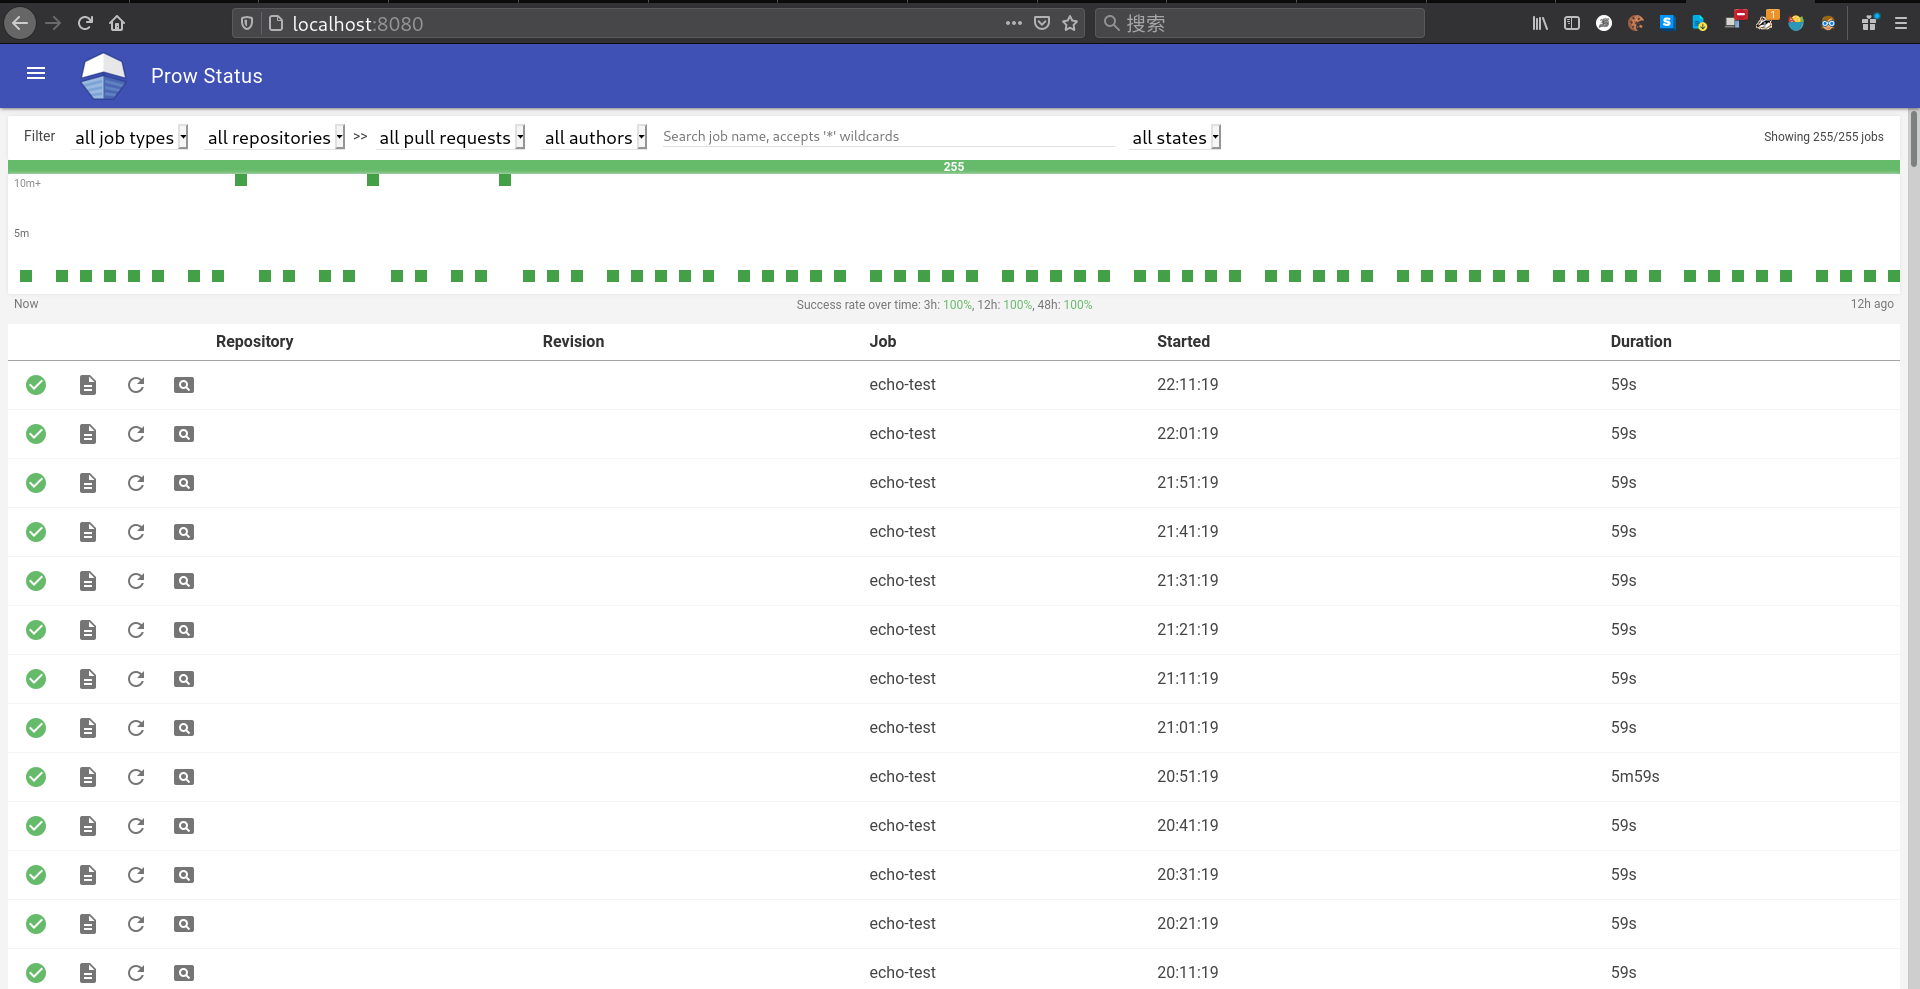 localhost:8080
搜索
1
Prow Status
Filter all job types all repositories >> all pull requests all authors Search job name, accepts '*' wildcards all states Showing 255/255 jobs
255
10m+
5m
Now Success rate over time: 3h: 100%, 12h: 100%, 48h: 100% 12h ago
Repository Revision Job Started Duration
echo-test 22:11:19 59s
echo-test 22:01:19 59s
echo-test 21:51:19 59s
echo-test 21:41:19 59s
echo-test 21:31:19 59s
echo-test 21:21:19 59s
echo-test 21:11:19 59s
echo-test 21:01:19 59s
echo-test 20:51:19 5m59s
echo-test 20:41:19 59s
echo-test 20:31:19 59s
echo-test 20:21:19 59s
echo-test 20:11:19 59s